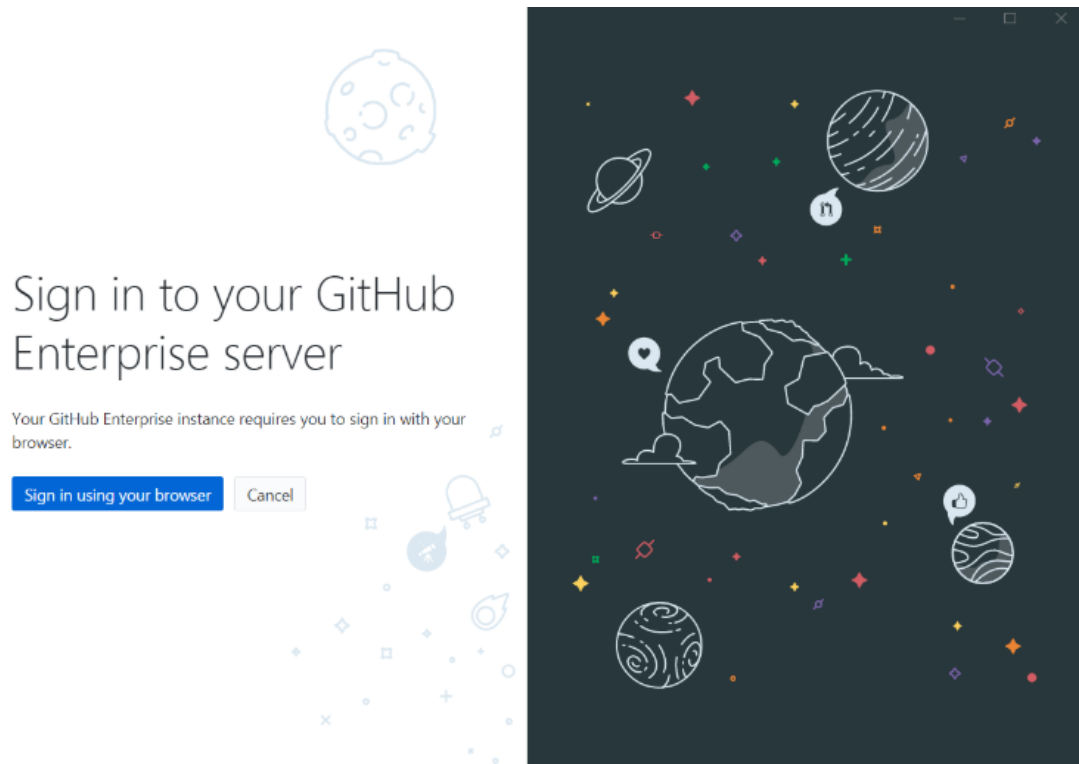 Sign in to your GitHub
Enterprise server
Your GitHub Enterprise instance requires you to sign in with your
browser.
Sign in using your browser
Cancel